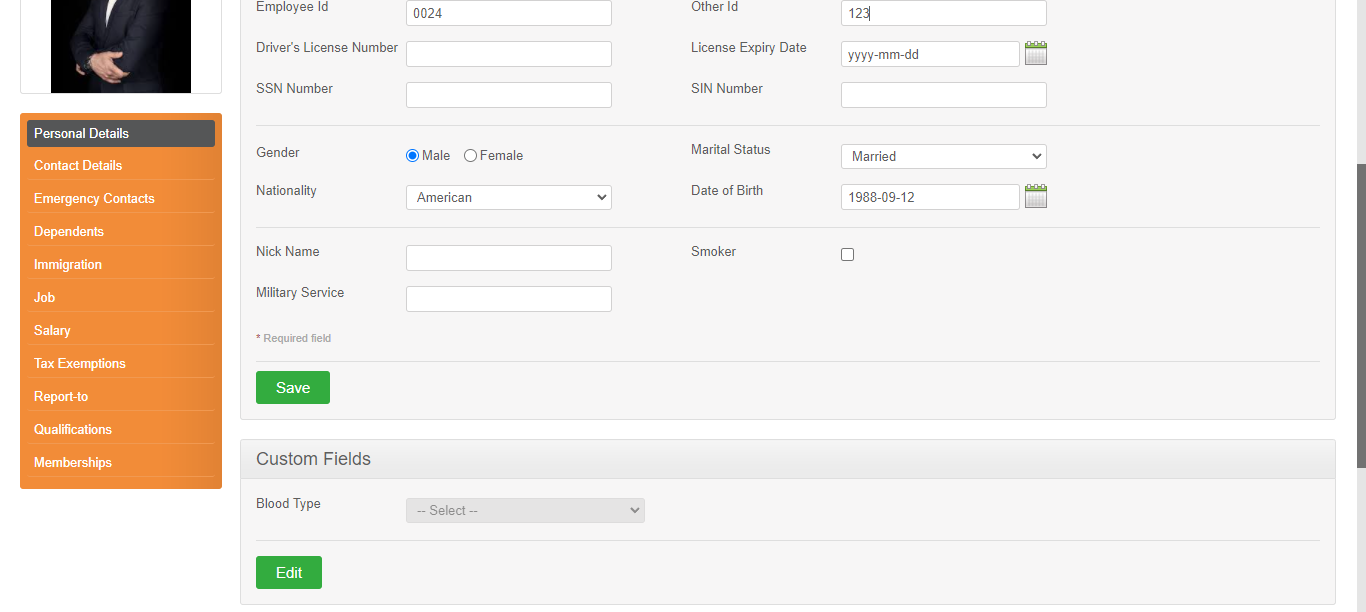 Employee Id 0024 Other Id 123
Driver's License Number License Expiry Date yyyy-mm-dd
SSN Number SIN Number
Gender Male Female Marital Status Married
Nationality American Date of Birth 1988-09-12
Nick Name Smoker
Military Service
* Required field
Save
Personal Details
Contact Details
Emergency Contacts
Dependents
Immigration
Job
Salary
Tax Exemptions
Report-to
Qualifications
Memberships
Custom Fields
Blood Type -- Select --
Edit